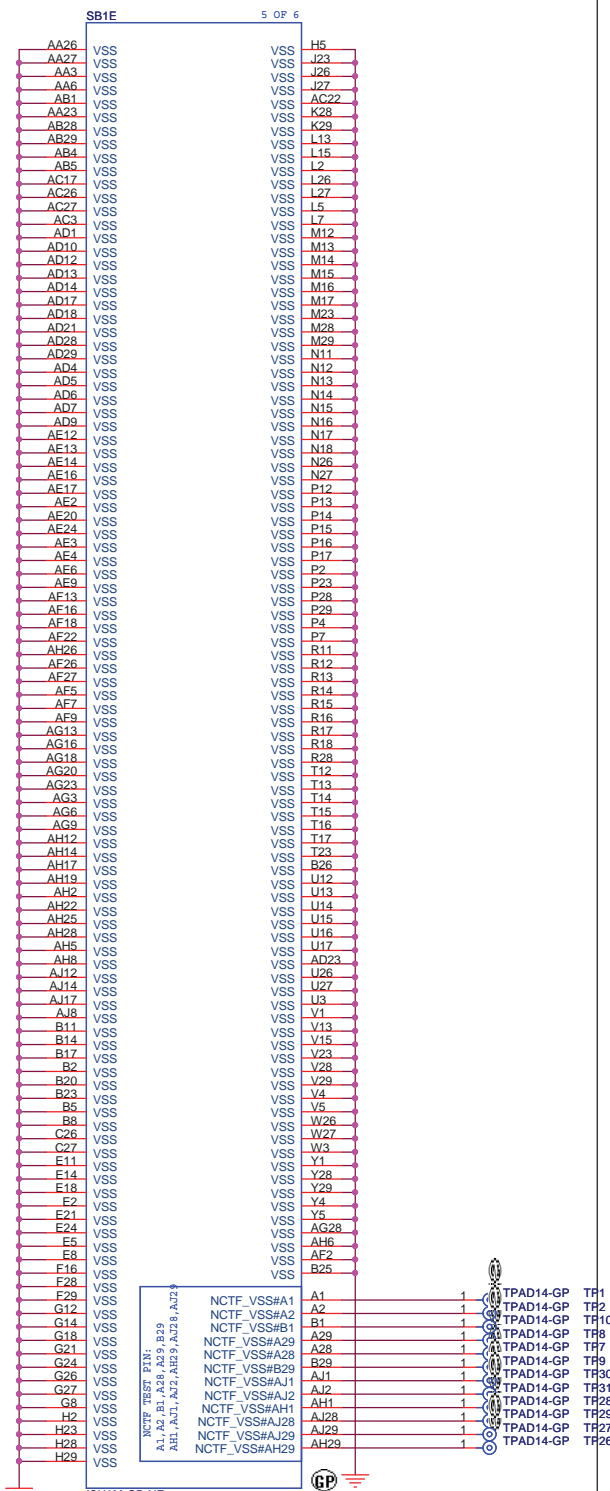 SB1E 5 OF 6
AA26 VSS VSS H5
AA27 VSS VSS J23
AA3 VSS VSS J26
AA6 VSS VSS J27
AB1 VSS VSS AC22
AA23 VSS VSS K28
AB28 VSS VSS K29
AB29 VSS VSS L13
AB4 VSS VSS L15
AB5 VSS VSS L2
AC17 VSS VSS L26
AC26 VSS VSS L27
AC27 VSS VSS L5
AC3 VSS VSS L7
AD1 VSS VSS M12
AD10 VSS VSS M13
AD12 VSS VSS M14
AD13 VSS VSS M15
AD14 VSS VSS M16
AD17 VSS VSS M17
AD18 VSS VSS M23
AD21 VSS VSS M28
AD28 VSS VSS M29
AD29 VSS VSS N11
AD4 VSS VSS N12
AD5 VSS VSS N13
AD6 VSS VSS N14
AD7 VSS VSS N15
AD9 VSS VSS N16
AE12 VSS VSS N17
AE13 VSS VSS N18
AE14 VSS VSS N26
AE16 VSS VSS N27
AE17 VSS VSS P12
AE2 VSS VSS P13
AE20 VSS VSS P14
AE24 VSS VSS P15
AE3 VSS VSS P16
AE4 VSS VSS P17
AE6 VSS VSS P2
AE9 VSS VSS P23
AF13 VSS VSS P28
AF16 VSS VSS P29
AF18 VSS VSS P4
AF22 VSS VSS P7
AH26 VSS VSS R11
AF26 VSS VSS R12
AF27 VSS VSS R13
AF5 VSS VSS R14
AF7 VSS VSS R15
AF9 VSS VSS R16
AG13 VSS VSS R17
AG16 VSS VSS R18
AG18 VSS VSS R28
AG20 VSS VSS T12
AG23 VSS VSS T13
AG3 VSS VSS T14
AG6 VSS VSS T15
AG9 VSS VSS T16
AH12 VSS VSS T17
AH14 VSS VSS T23
AH17 VSS VSS B26
AH19 VSS VSS U12
AH2 VSS VSS U13
AH22 VSS VSS U14
AH25 VSS VSS U15
AH28 VSS VSS U16
AH5 VSS VSS U17
AH8 VSS VSS AD23
AJ12 VSS VSS U26
AJ14 VSS VSS U27
AJ17 VSS VSS U3
AJ8 VSS VSS V1
B11 VSS VSS V13
B14 VSS VSS V15
B17 VSS VSS V23
B2 VSS VSS V28
B20 VSS VSS V29
B23 VSS VSS V4
B5 VSS VSS V5
B8 VSS VSS W26
C26 VSS VSS W27
C27 VSS VSS W3
E11 VSS VSS Y1
E14 VSS VSS Y28
E18 VSS VSS Y29
E2 VSS VSS Y4
E21 VSS VSS Y5
E24 VSS VSS AG28
E5 VSS VSS AH6
E8 VSS VSS AF2
F16 VSS VSS B25
F28 VSS
F29 VSS NCTF_VSS#A1 A1 1 TPAD14-GP TP1
G12 VSS NCTF_VSS#A2 A2 1 TPAD14-GP TP2
G14 VSS NCTF_VSS#B1 B1 1 TPAD14-GP TP10
G18 VSS NCTF_VSS#A29 A29 1 TPAD14-GP TP8
G21 VSS NCTF_VSS#A28 A28 1 TPAD14-GP TP7
G24 VSS NCTF_VSS#B29 B29 1 TPAD14-GP TP9
G26 VSS NCTF_VSS#AJ1 AJ1 1 TPAD14-GP TP30
G27 VSS NCTF_VSS#AJ2 AJ2 1 TPAD14-GP TP31
G8 VSS NCTF_VSS#AH1 AH1 1 TPAD14-GP TP28
H2 VSS NCTF_VSS#AJ28 AJ28 1 TPAD14-GP TP29
H23 VSS NCTF_VSS#AJ29 AJ29 1 TPAD14-GP TP27
H28 VSS NCTF_VSS#AH29 AH29 1 TPAD14-GP TP26
H29 VSS
NCTF TEST PIN:
A1,A2,B1,A28,A29,B29
AH1,AJ1,AJ2,AH29,AJ28,AJ29
GP